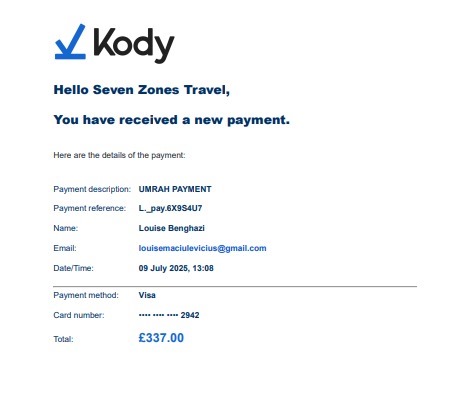 Kody
Hello Seven Zones Travel,
You have received a new payment.
Here are the details of the payment:
Payment description: UMRAH PAYMENT
Payment reference: L._pay.6X9S4U7
Name: Louise Benghazi
Email: louisemaciulevicius@gmail.com
Date/Time: 09 July 2025, 13:08
Payment method: Visa
Card number: •••• •••• •••• 2942
Total: £337.00